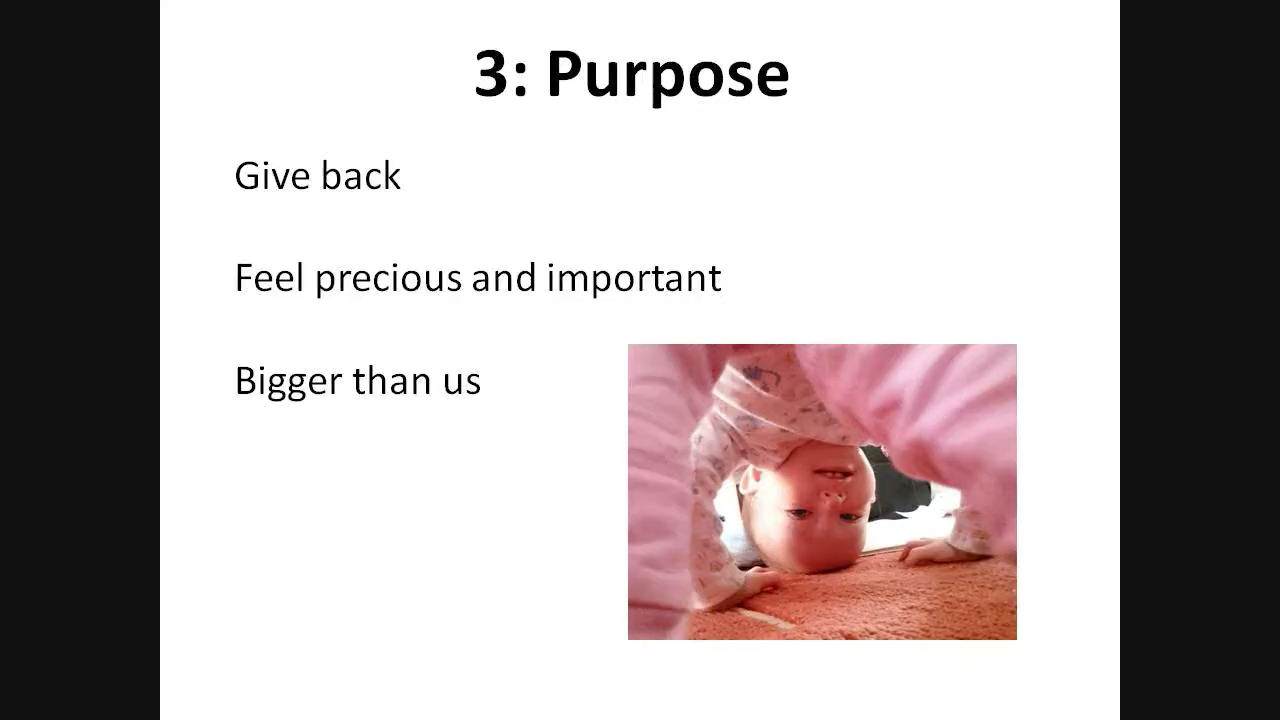 3: Purpose
Give back
Feel precious and important
Bigger than us